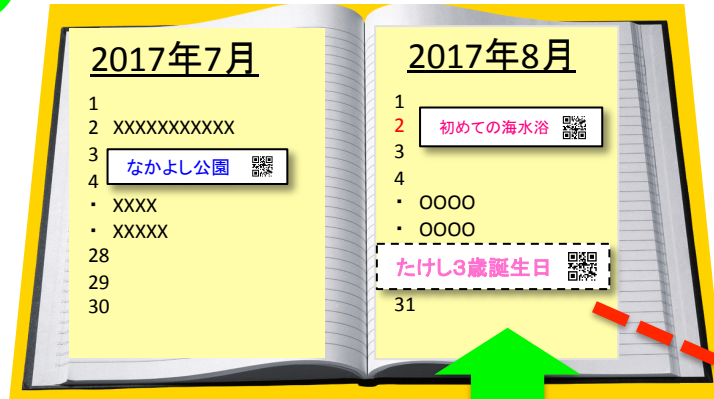 2017年7月
1
2 XXXXXXXXXXX
3
なかよし公園
4
・ XXXX
・ XXXXX
28
29
30
2017年8月
1
2 初めての海水浴
3
4
・ OOOO
・ OOOO
たけし3歳誕生日
31